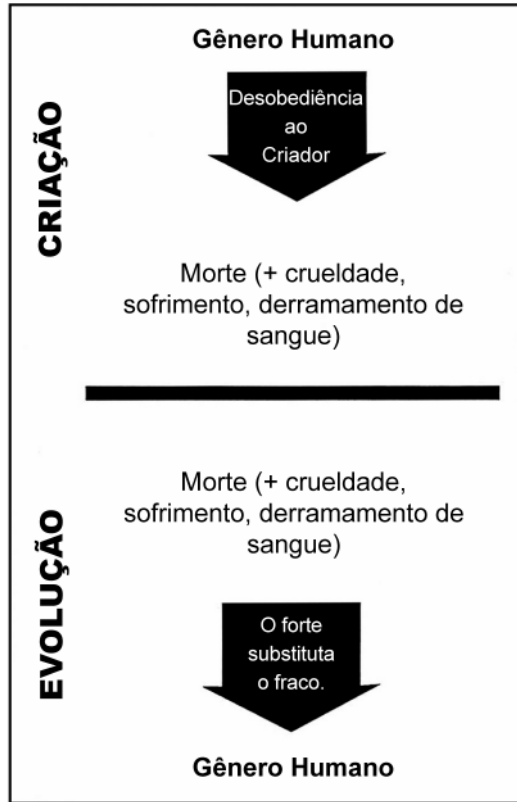 CRIAÇÃO
Gênero Humano
Desobediência
ao
Criador
Morte (+ crueldade,
sofrimento, derramamento de
sangue)
EVOLUÇÃO
Morte (+ crueldade,
sofrimento, derramamento de
sangue)
O forte
substituta
o fraco.
Gênero Humano